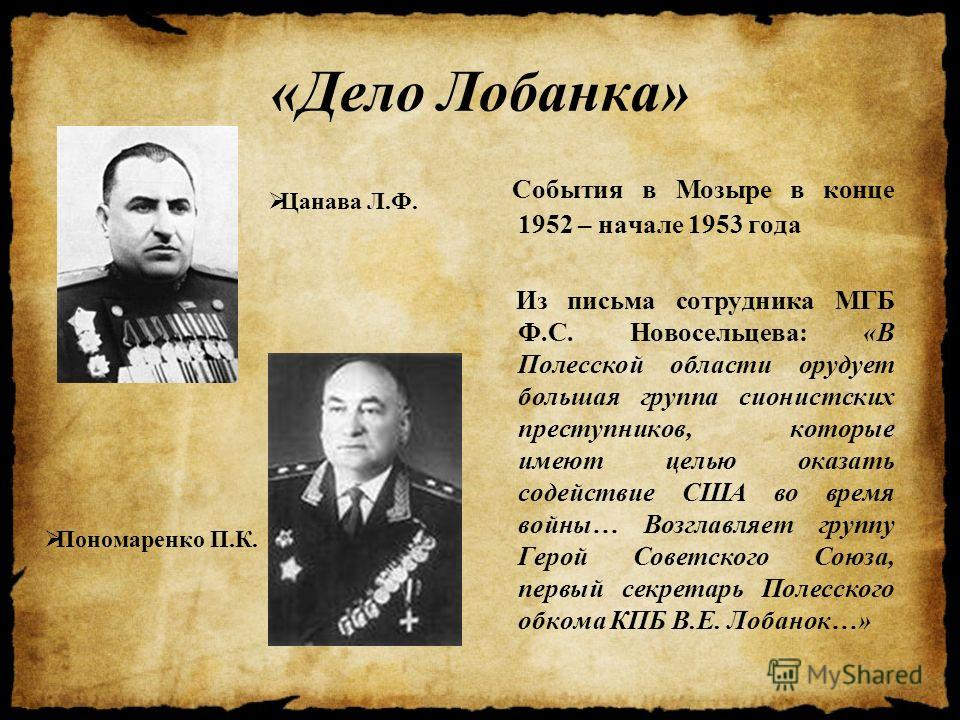 «Дело Лобанка»
Цанава Л.Ф.
Пономаренко П.К.
События в Мозыре в конце
1952 – начале 1953 года
Из письма сотрудника МГБ
Ф.С. Новосельцева: «В
Полесской области орудует
большая группа сионистских
преступников, которые
имеют целью оказать
содействие США во время
войны… Возглавляет группу
Герой Советского Союза,
первый секретарь Полесского
обкома КПБ В.Е. Лобанок…»
MyShared